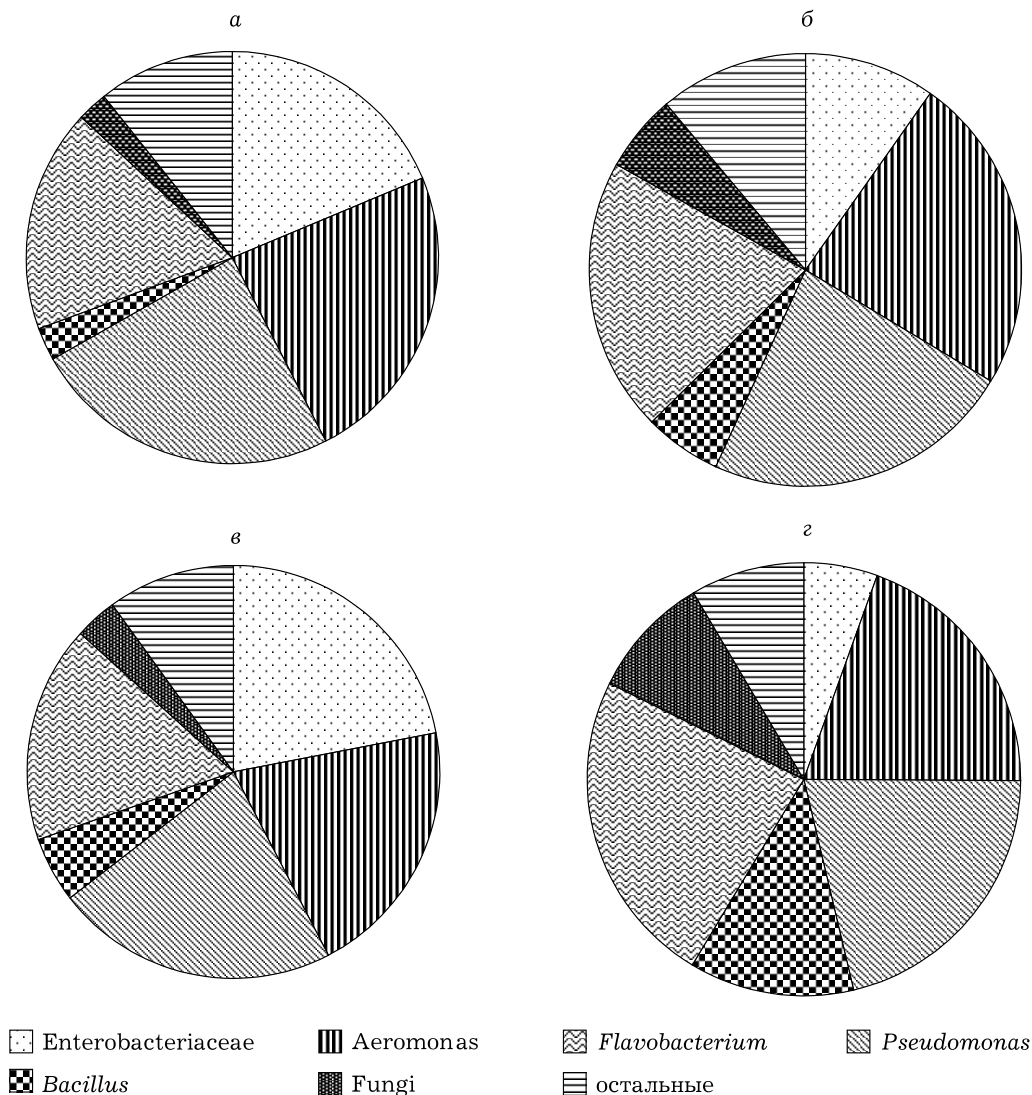 а
б
в
г
Enterobacteriaceae Aeromonas Flavobacterium Pseudomonas
Bacillus Fungi остальные